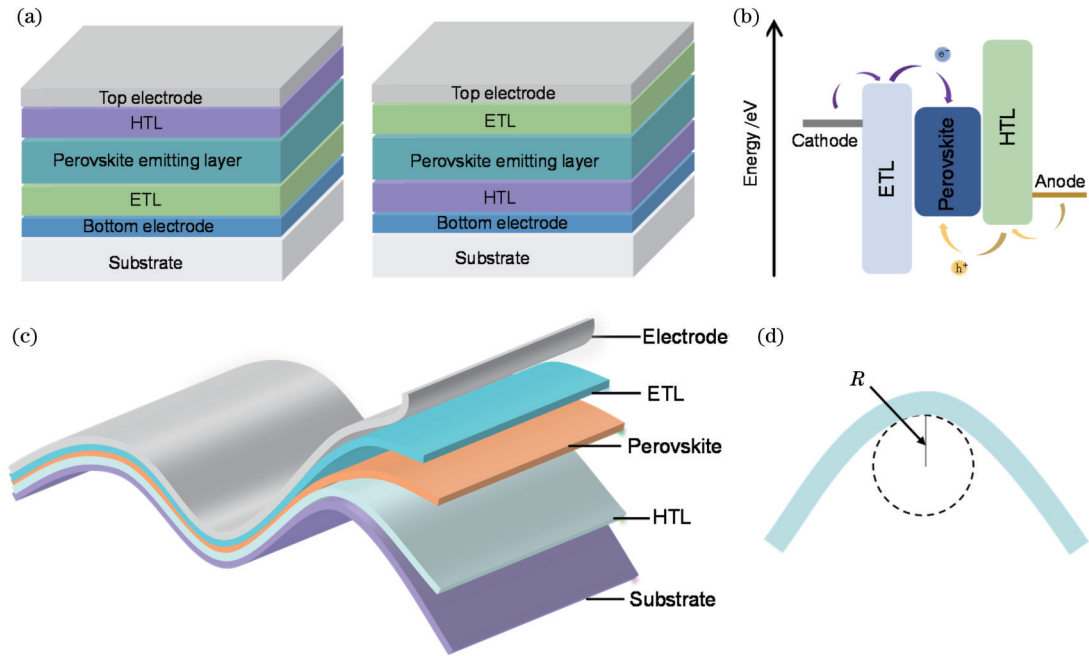 (a)
Top electrode
HTL
Perovskite emitting layer
ETL
Bottom electrode
Substrate
Top electrode
ETL
Perovskite emitting layer
HTL
Bottom electrode
Substrate
(b)
Energy /eV
e⁻
Cathode
ETL
Perovskite
HTL
Anode
h⁺
(c)
Electrode
ETL
Perovskite
HTL
Substrate
(d)
R